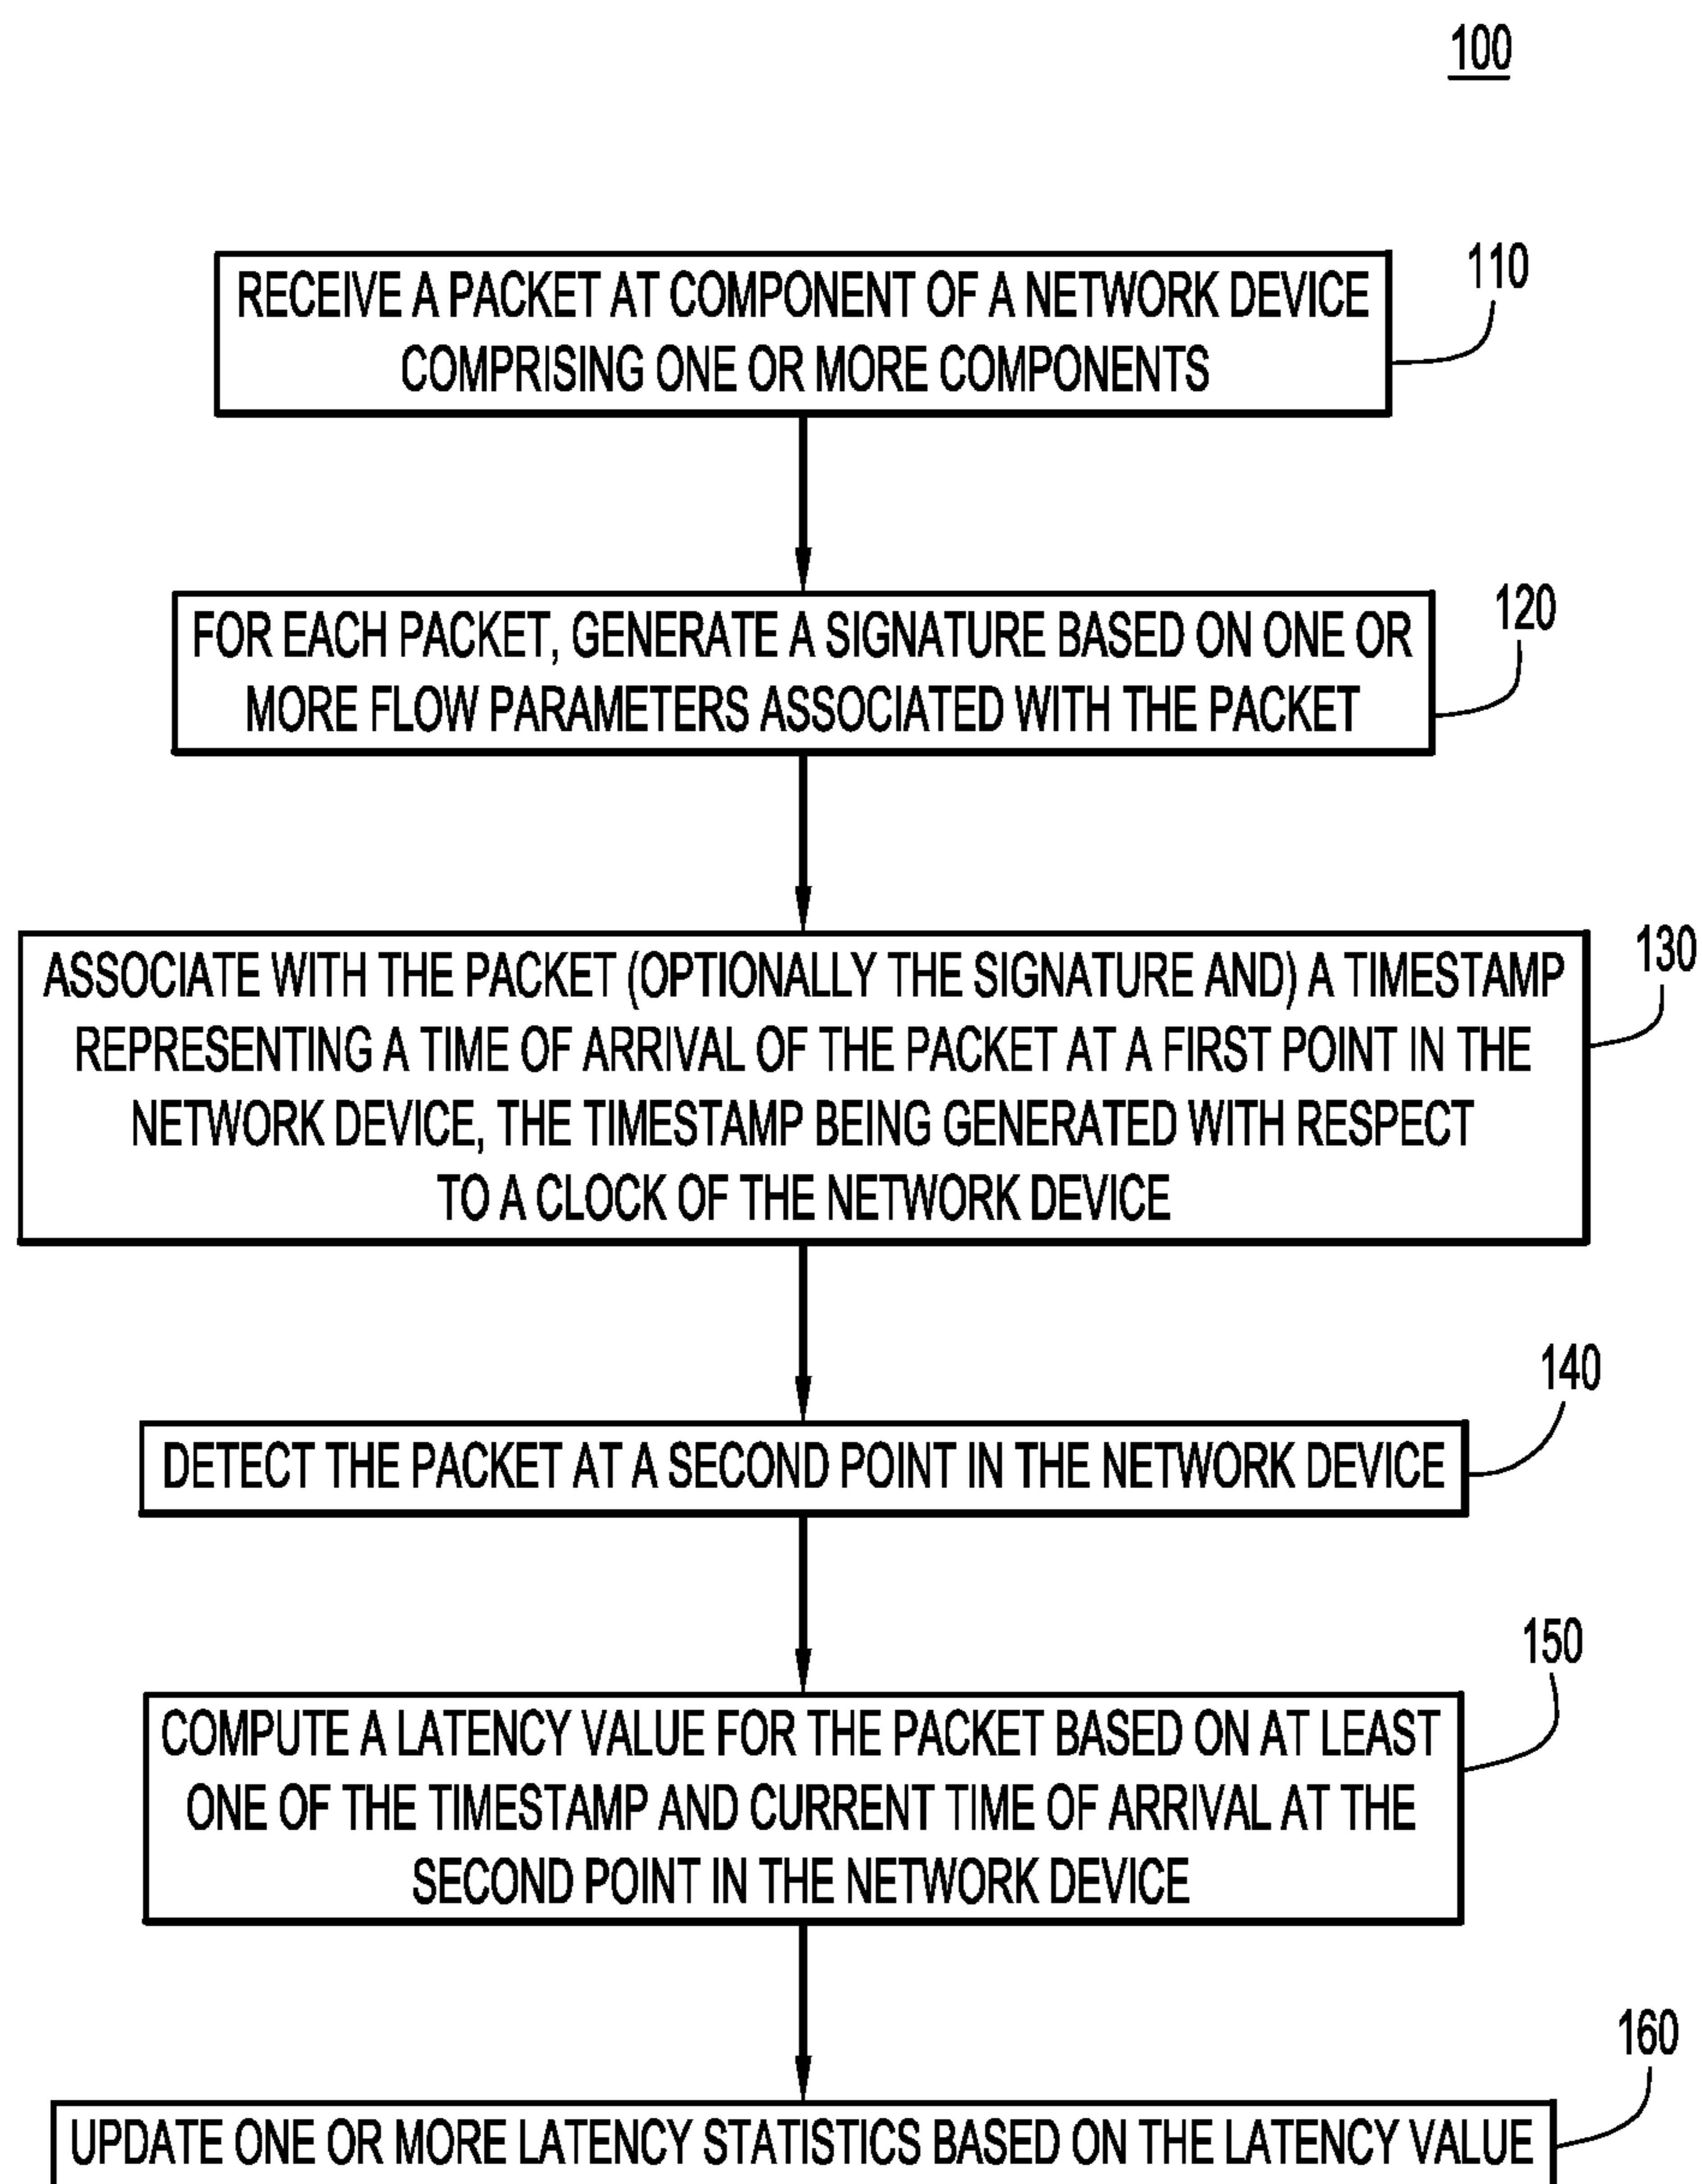 100
110
RECEIVE A PACKET AT COMPONENT OF A NETWORK DEVICE
COMPRISING ONE OR MORE COMPONENTS
120
FOR EACH PACKET, GENERATE A SIGNATURE BASED ON ONE OR
MORE FLOW PARAMETERS ASSOCIATED WITH THE PACKET
130
ASSOCIATE WITH THE PACKET (OPTIONALLY THE SIGNATURE AND) A TIMESTAMP
REPRESENTING A TIME OF ARRIVAL OF THE PACKET AT A FIRST POINT IN THE
NETWORK DEVICE, THE TIMESTAMP BEING GENERATED WITH RESPECT
TO A CLOCK OF THE NETWORK DEVICE
140
DETECT THE PACKET AT A SECOND POINT IN THE NETWORK DEVICE
150
COMPUTE A LATENCY VALUE FOR THE PACKET BASED ON AT LEAST
ONE OF THE TIMESTAMP AND CURRENT TIME OF ARRIVAL AT THE
SECOND POINT IN THE NETWORK DEVICE
160
UPDATE ONE OR MORE LATENCY STATISTICS BASED ON THE LATENCY VALUE